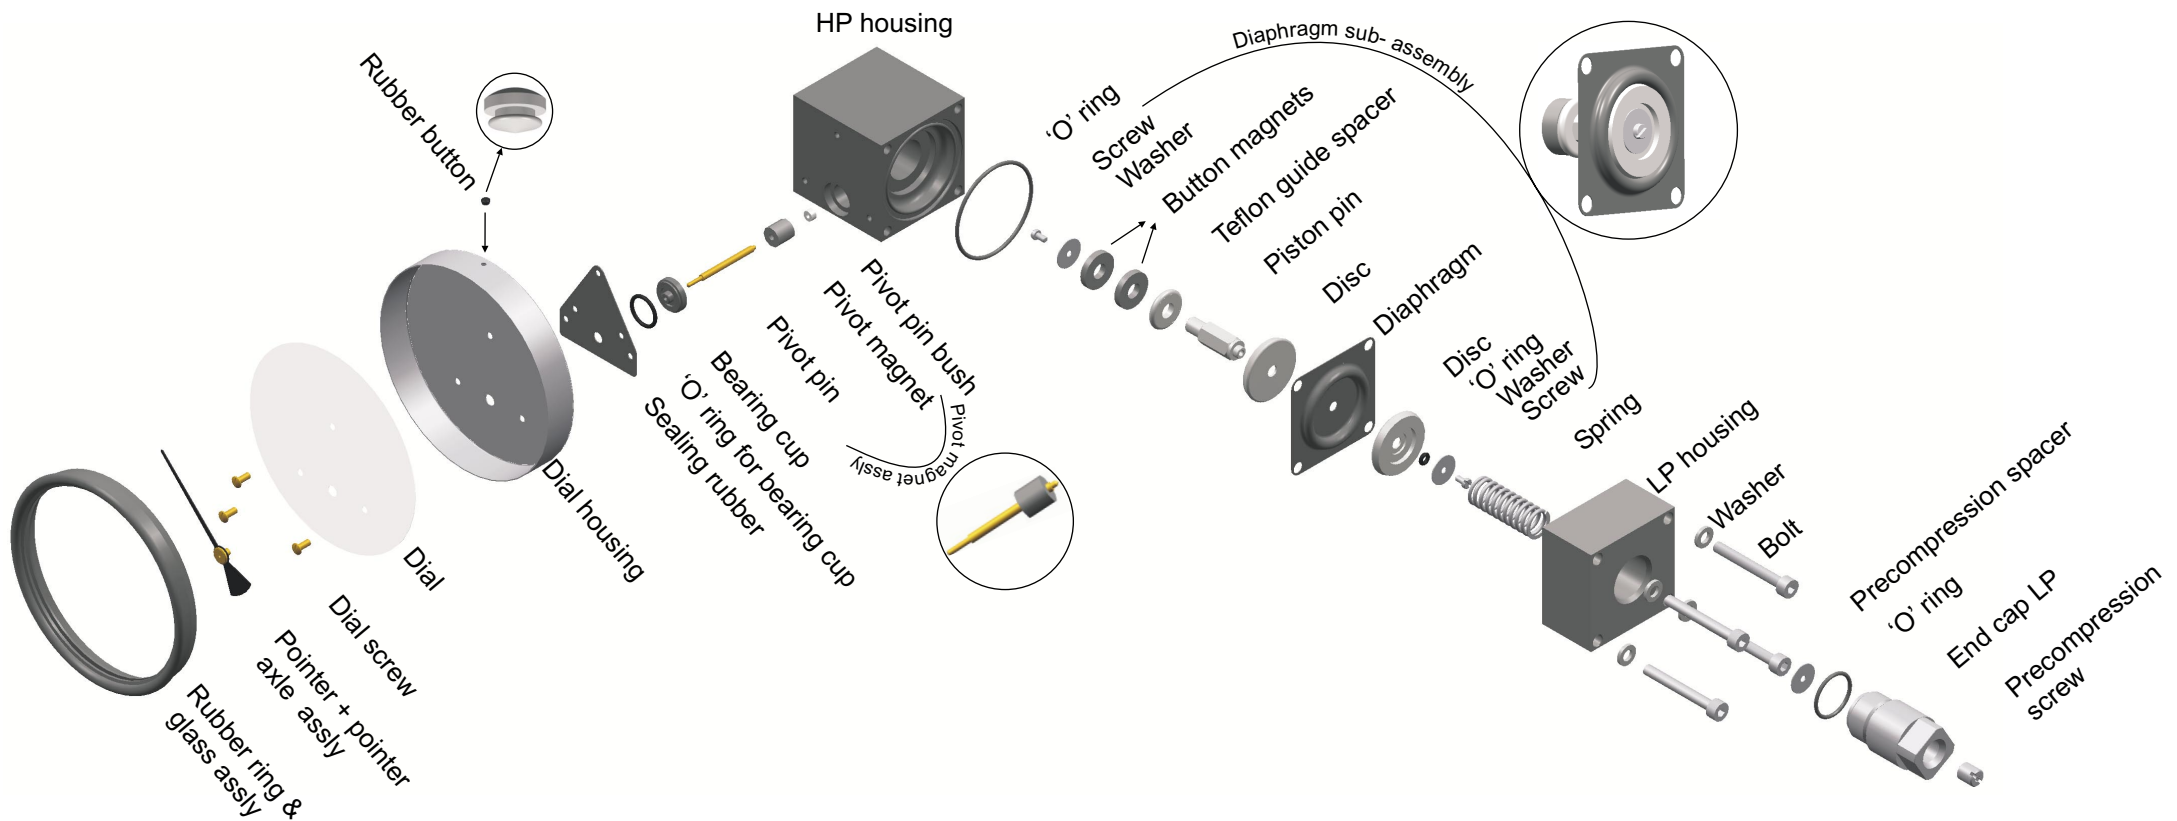 HP housing
Diaphragm sub- assembly
Rubber button
'O' ring
Screw
Washer
Button magnets
Teflon guide spacer
Piston pin
Disc
Diaphragm
Disc
'O' ring
Washer
Screw
Spring
LP housing
Washer
Bolt
Precompression spacer
'O' ring
End cap LP
Precompression
screw
Pivot pin bush
Pivot magnet
Pivot magnet assly
Pivot pin
Bearing cup
'O' ring for bearing cup
Sealing rubber
Dial housing
Dial
Dial screw
Pointer + pointer
axle assly
Rubber ring &
glass assly